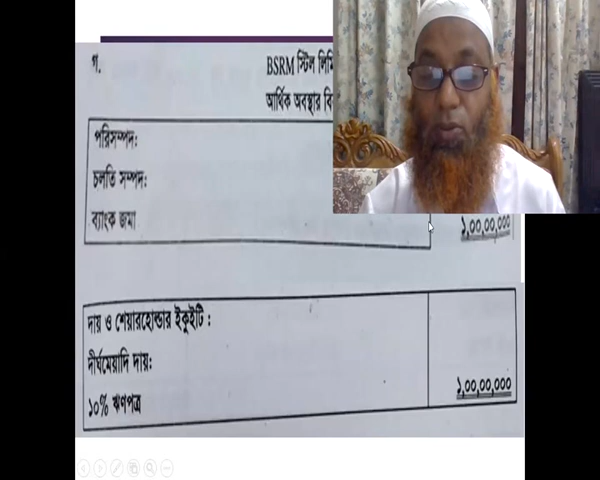 গ.
BSRM স্টিল
আর্থিক অবস্থার
পরিসম্পদ:
চলতি সম্পদ:
ব্যাংক জমা ১,০০,০০,০০০
দায় ও শেয়ারহোল্ডার ইকুইটি :
দীর্ঘমেয়াদি দায়:
১০% ঋণপত্র ১,০০,০০,০০০